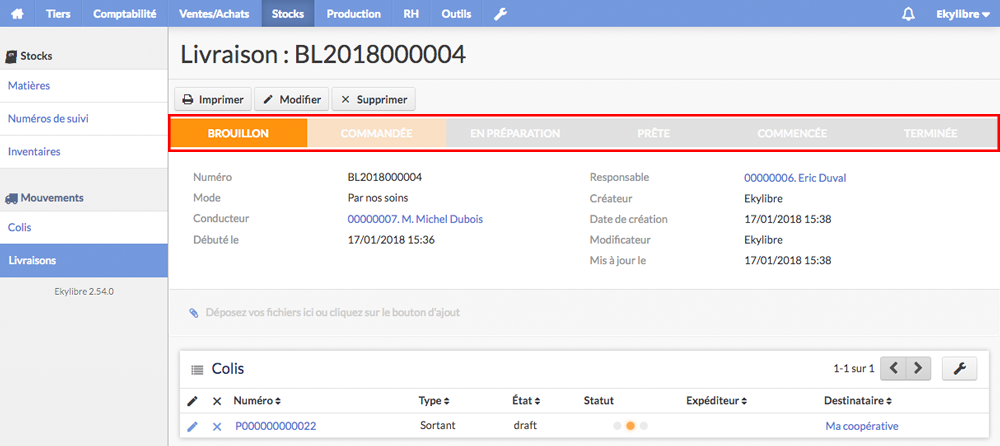 Tiers Comptabilité Ventes/Achats Stocks Production RH Outils Ekylibre
Stocks
Matières
Numéros de suivi
Inventaires
Mouvements
Colis
Livraisons
Ekylibre 2.54.0
Livraison : BL2018000004
Imprimer Modifier Supprimer
BROUILLON COMMANDÉE EN PRÉPARATION PRÊTE COMMENCÉE TERMINÉE
Numéro BL2018000004
Mode Par nos soins
Conducteur 00000007. M. Michel Dubois
Débuté le 17/01/2018 15:36
Responsable 00000006. Eric Duval
Créateur Ekylibre
Date de création 17/01/2018 15:38
Modificateur Ekylibre
Mis à jour le 17/01/2018 15:38
Déposez vos fichiers ici ou cliquez sur le bouton d'ajout
Colis 1-1 sur 1
Numéro Type État Statut Expéditeur Destinataire
P000000000022 Sortant draft Ma coopérative